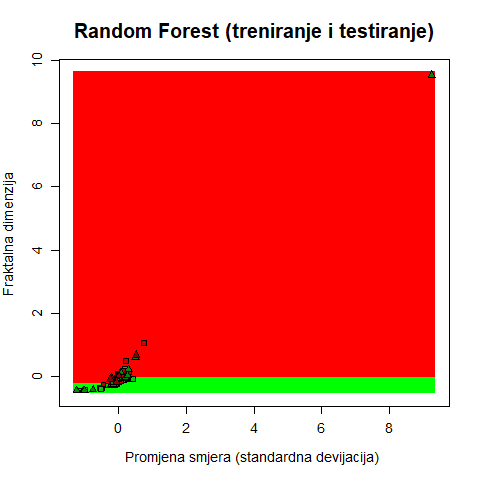 Random Forest (treniranje i testiranje)
Fraktalna dimenzija
10
8
6
4
2
0
0 2 4 6 8
Promjena smjera (standardna devijacija)